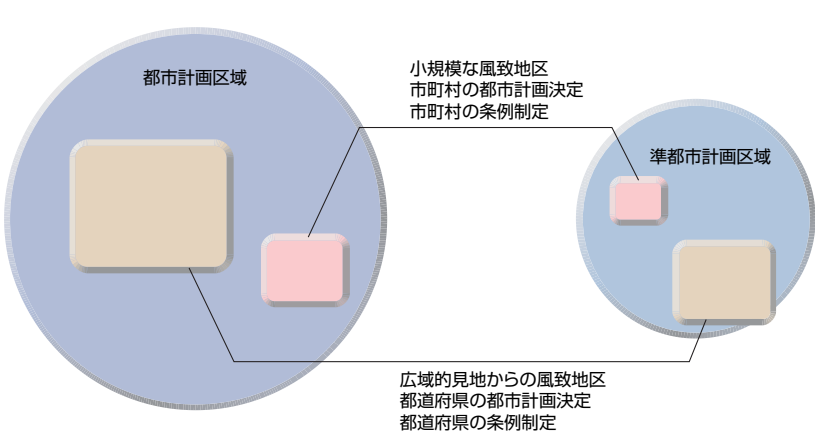 都市計画区域
小規模な風致地区
市町村の都市計画決定
市町村の条例制定
準都市計画区域
広域的見地からの風致地区
都道府県の都市計画決定
都道府県の条例制定